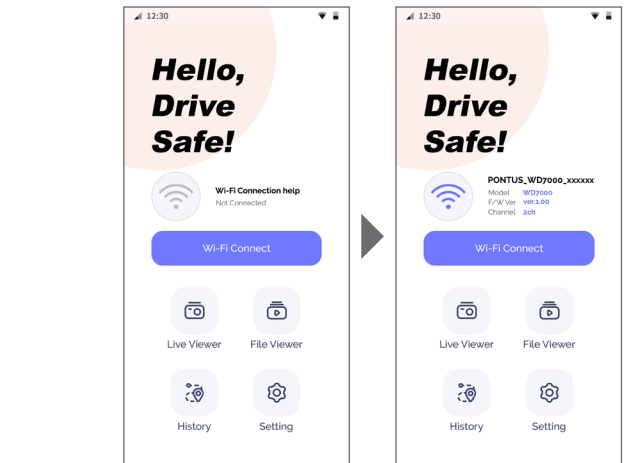 12:30
Hello,
Drive
Safe!
Wi-Fi Connection help
Not Connected
Wi-Fi Connect
Live Viewer File Viewer
History Setting
12:30
Hello,
Drive
Safe!
PONTUS_WD7000_xxxxxx
Model WD7000
F/W Ver ver.1.00
Channel 2ch
Wi-Fi Connect
Live Viewer File Viewer
History Setting